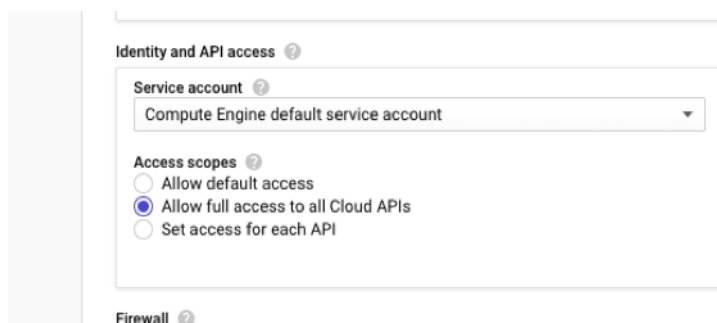 Identity and API access ?
Service account ?
Compute Engine default service account
Access scopes ?
Allow default access
Allow full access to all Cloud APIs
Set access for each API
Firewall ?